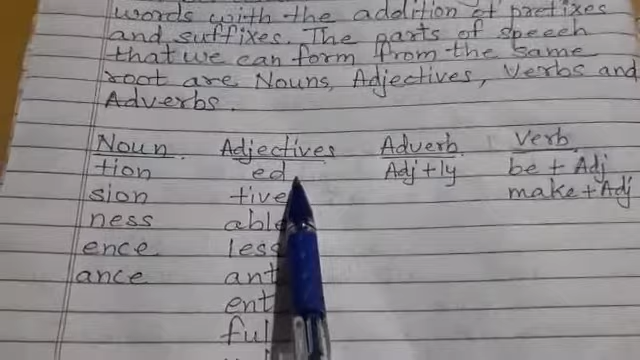 words with the addition of prefixes
and suffixes. The parts of speech
that we can form from the same
root are Nouns, Adjectives, Verbs and
Adverbs.
Noun. Adjectives Adverb Verb
tion ed Adj+ly be + Adj
sion tive make+Adj
ness able
ence less
ance ant
ent
ful